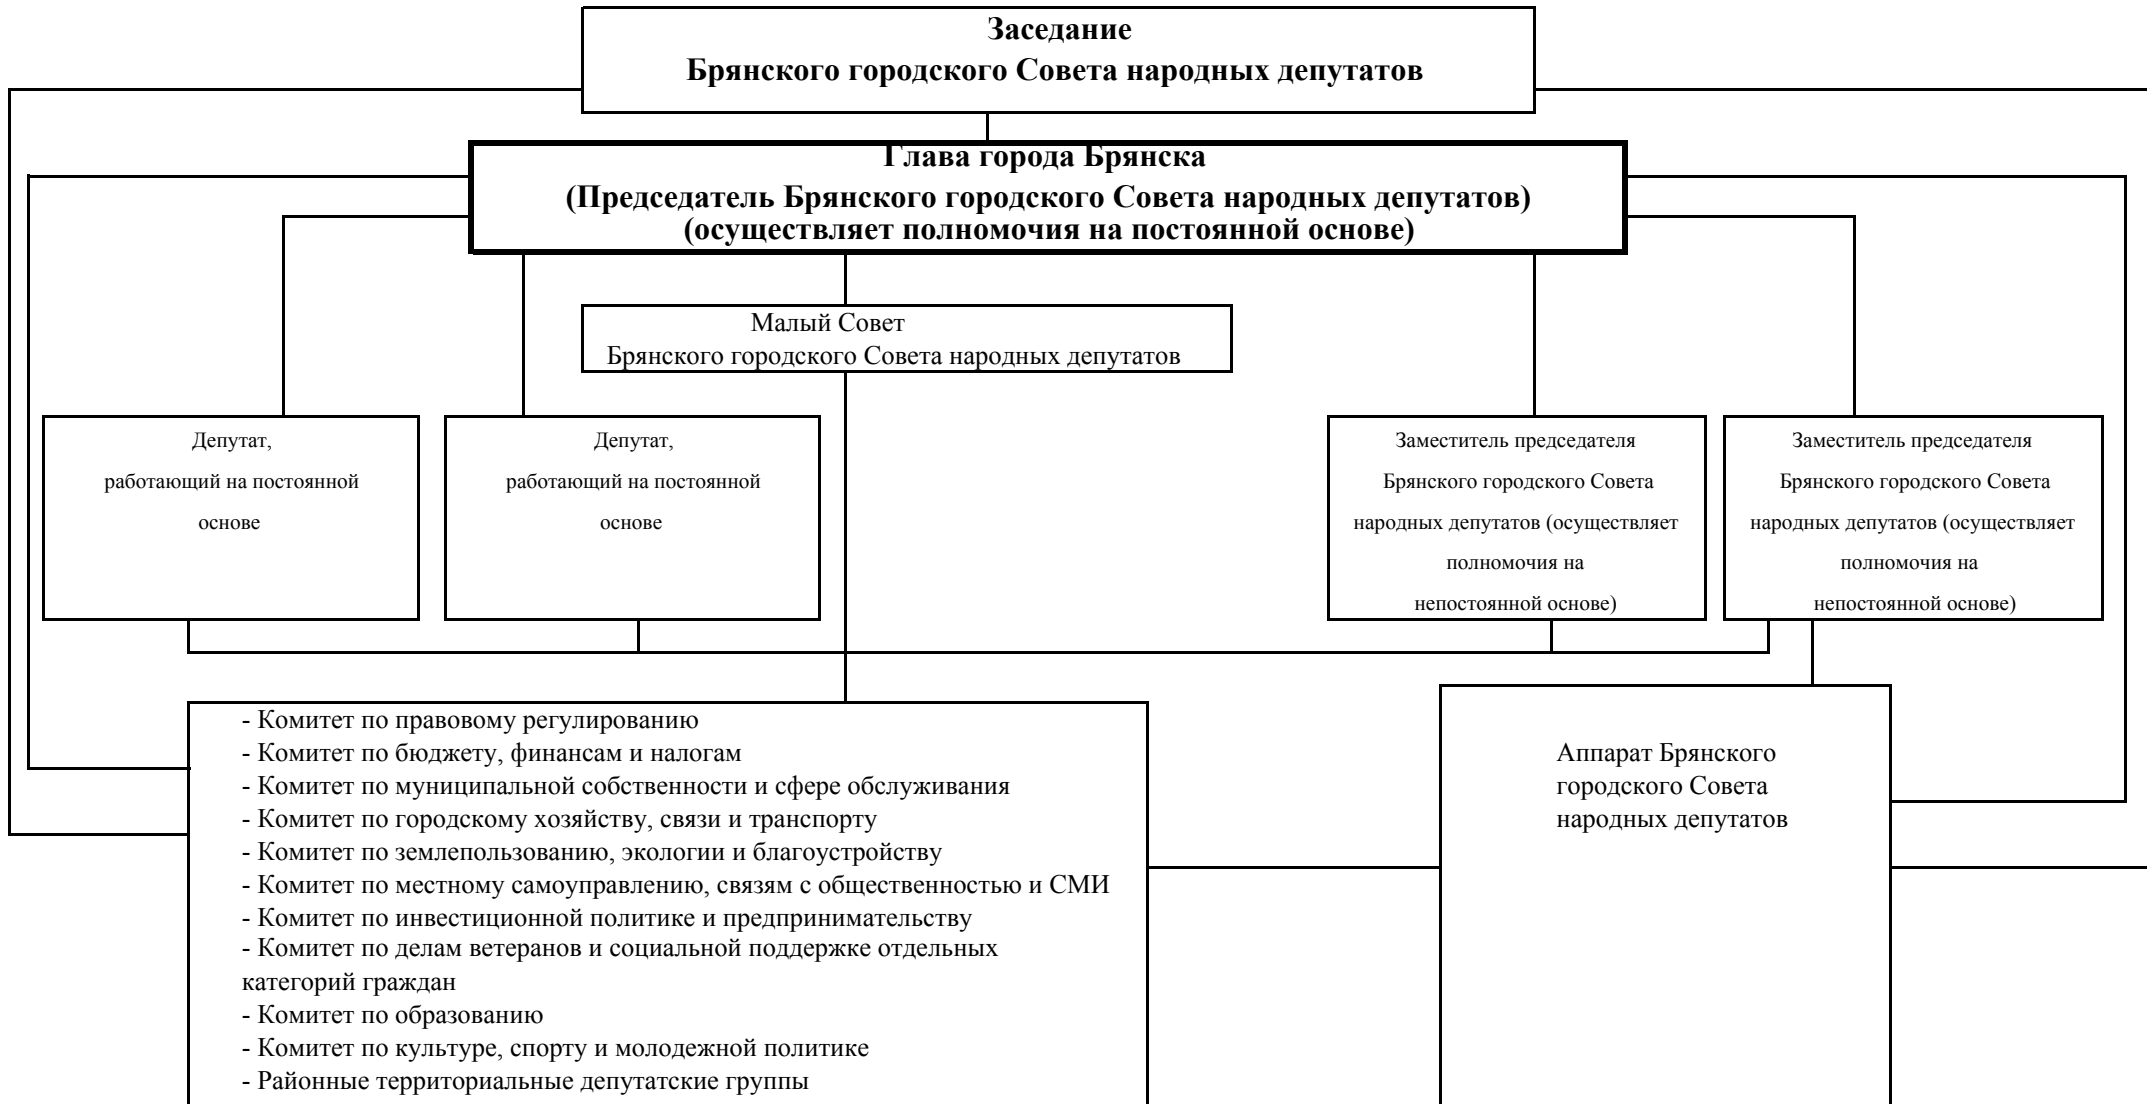 Заседание
Брянского городского Совета народных депутатов
Глава города Брянска
(Председатель Брянского городского Совета народных депутатов)
(осуществляет полномочия на постоянной основе)
Малый Совет
Брянского городского Совета народных депутатов
Депутат,
работающий на постоянной
основе
Депутат,
работающий на постоянной
основе
Заместитель председателя
Брянского городского Совета
народных депутатов (осуществляет
полномочия на
непостоянной основе)
Заместитель председателя
Брянского городского Совета
народных депутатов (осуществляет
полномочия на
непостоянной основе)
- Комитет по правовому регулированию
- Комитет по бюджету, финансам и налогам
- Комитет по муниципальной собственности и сфере обслуживания
- Комитет по городскому хозяйству, связи и транспорту
- Комитет по землепользованию, экологии и благоустройству
- Комитет по местному самоуправлению, связям с общественностью и СМИ
- Комитет по инвестиционной политике и предпринимательству
- Комитет по делам ветеранов и социальной поддержке отдельных
категорий граждан
- Комитет по образованию
- Комитет по культуре, спорту и молодежной политике
- Районные территориальные депутатские группы
Аппарат Брянского
городского Совета
народных депутатов